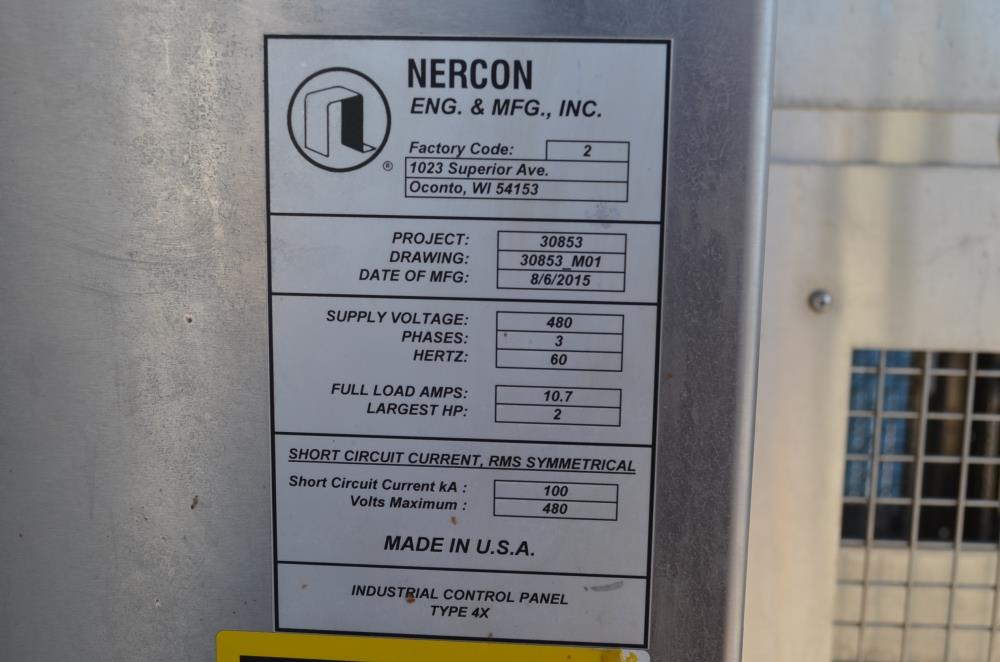 NERCON
ENG. & MFG., INC.
®
Factory Code: 2
1023 Superior Ave.
Oconto, WI 54153
PROJECT: 30853
DRAWING: 30853_M01
DATE OF MFG: 8/6/2015
SUPPLY VOLTAGE: 480
PHASES: 3
HERTZ: 60
FULL LOAD AMPS: 10.7
LARGEST HP: 2
SHORT CIRCUIT CURRENT, RMS SYMMETRICAL
Short Circuit Current kA : 100
Volts Maximum : 480
MADE IN U.S.A.
INDUSTRIAL CONTROL PANEL
TYPE 4X